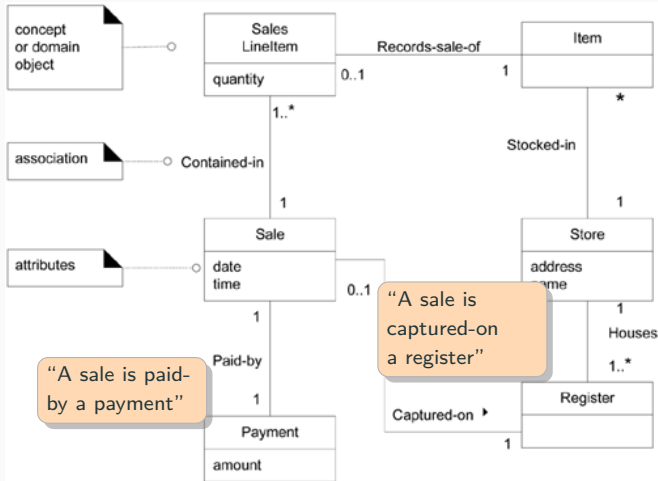 concept
or domain
object
Sales
LineItem
quantity
Records-sale-of
0..1
1
Item
1..*
*
association
Contained-in
Stocked-in
1
1
attributes
Sale
date
time
0..1
Store
address
name
“A sale is
captured-on
a register”
1
1
Houses
Paid-by
“A sale is paid-
by a payment”
1..*
1
Register
Captured-on
1
Payment
amount